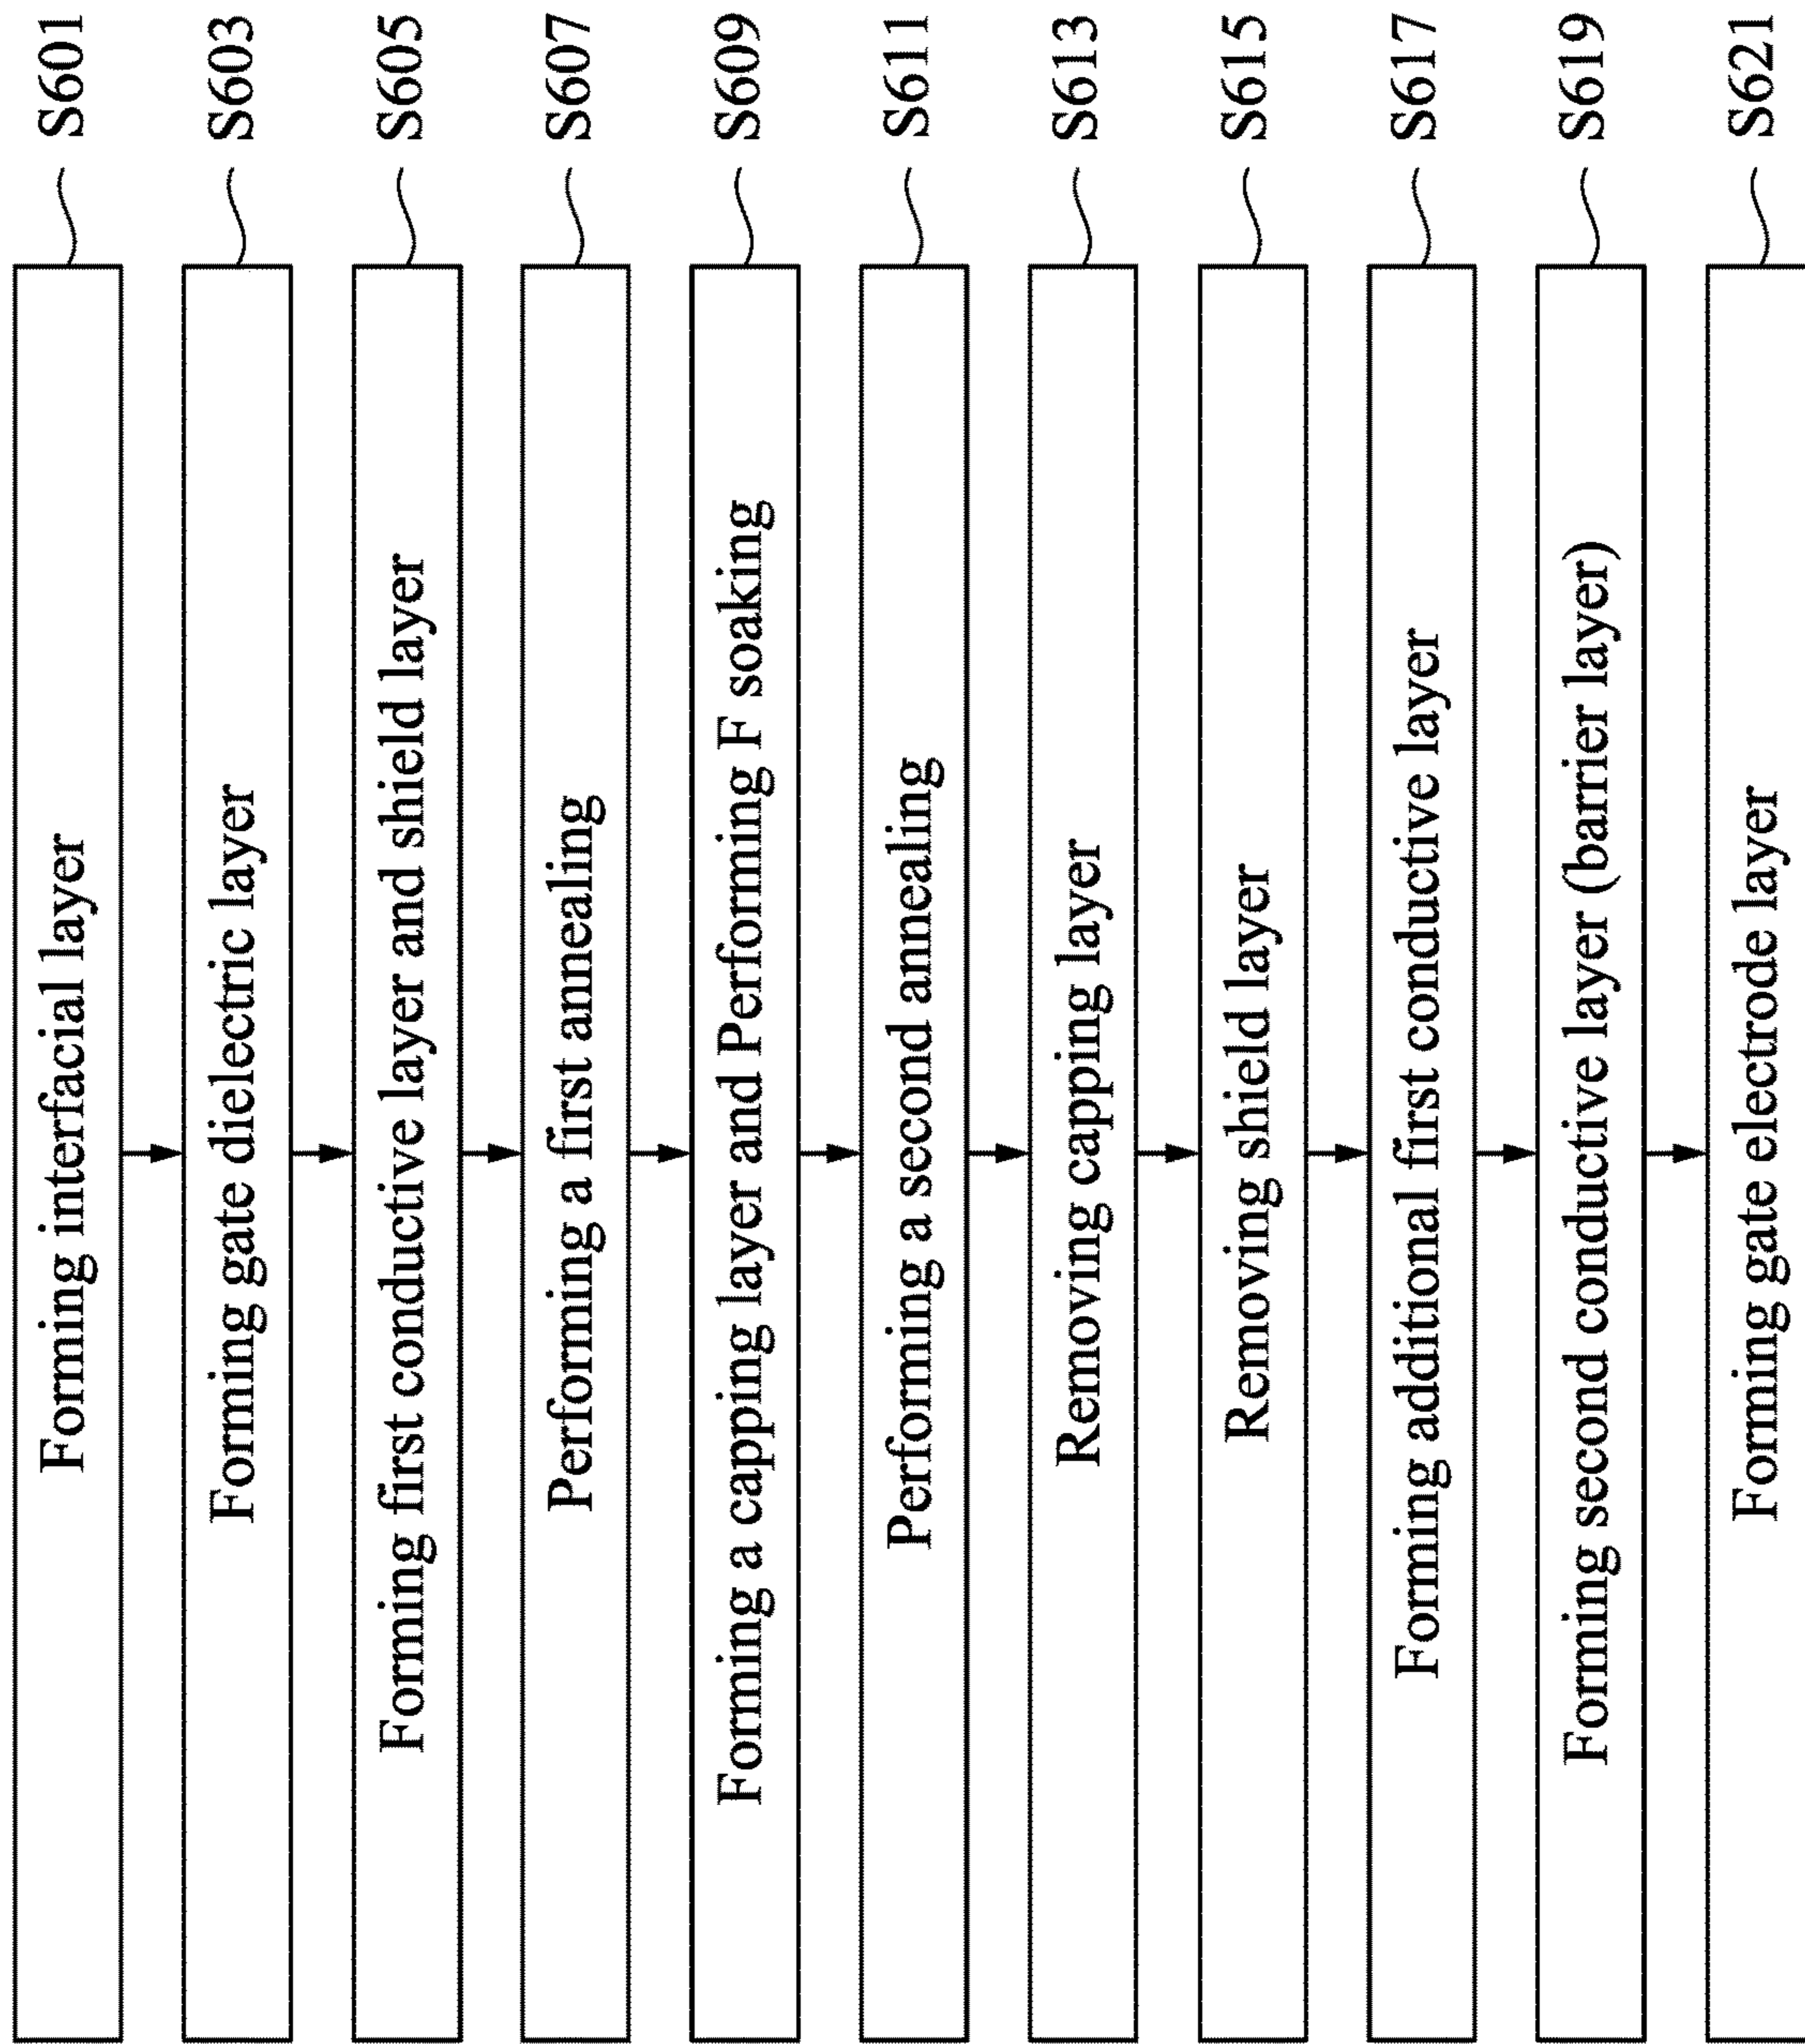 Forming interfacial layer S601
Forming gate dielectric layer S603
Forming first conductive layer and shield layer S605
Performing a first annealing S607
Forming a capping layer and Performing F soaking S609
Performing a second annealing S611
Removing capping layer S613
Removing shield layer S615
Forming additional first conductive layer S617
Forming second conductive layer (barrier layer) S619
Forming gate electrode layer S621